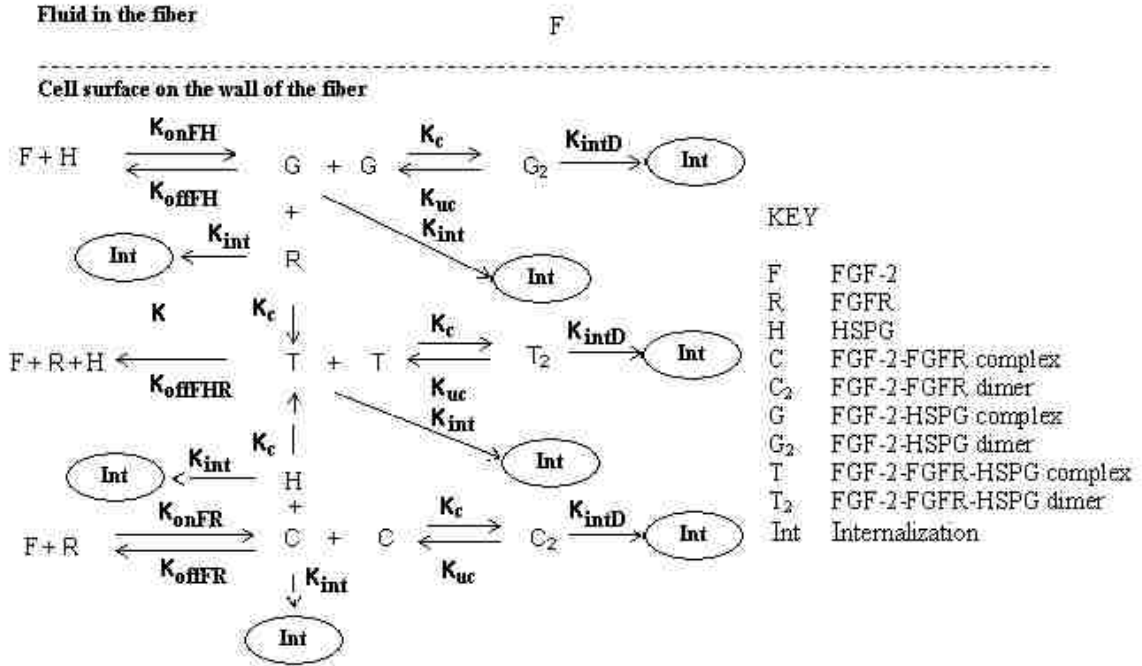 Fluid in the fiber
F
Cell surface on the wall of the fiber
F + H
KonFH
KoffFH
G + G
Kc
Kuc
G2
KintD
Int
+
Kint
Int
Kint
R
Int
K
Kc
F + R + H
KoffFHR
T + T
Kc
Kuc
T2
KintD
Int
Kint
Int
Kc
Int
Kint
H
+
F + R
KonFR
KoffFR
C + C
Kc
Kuc
C2
KintD
Int
Kint
Int
KEY
F FGF-2
R FGFR
H HSPG
C FGF-2-FGFR complex
C2 FGF-2-FGFR dimer
G FGF-2-HSPG complex
G2 FGF-2-HSPG dimer
T FGF-2-FGFR-HSPG complex
T2 FGF-2-FGFR-HSPG dimer
Int Internalization